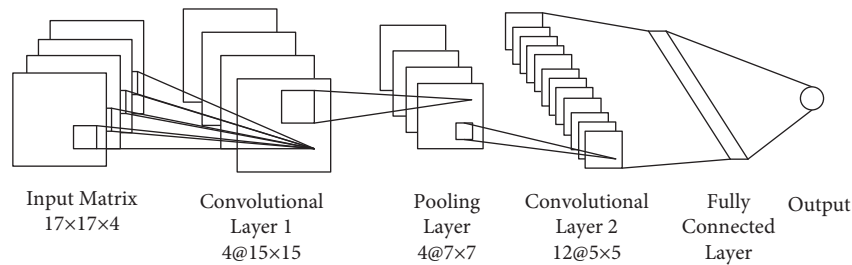 Input Matrix
17×17×4
Convolutional
Layer 1
4@15×15
Pooling
Layer
4@7×7
Convolutional
Layer 2
12@5×5
Fully
Connected
Layer
Output